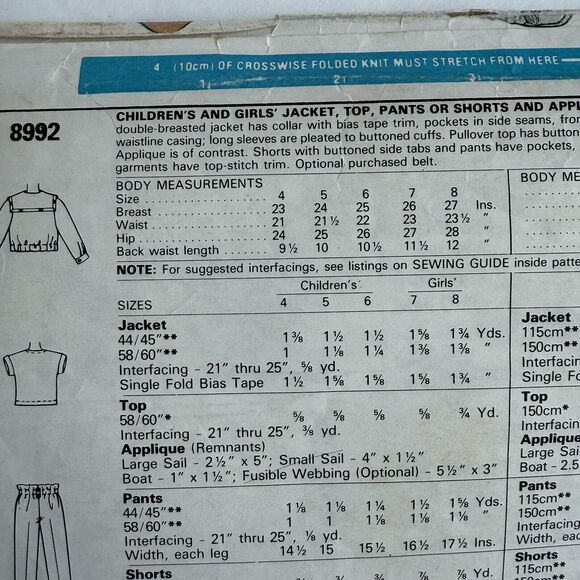 4 (10cm) OF CROSSWISE FOLDED KNIT MUST STRETCH FROM HERE
1 2 3
8992
CHILDREN'S AND GIRLS' JACKET, TOP, PANTS OR SHORTS AND APPL
double-breasted jacket has collar with bias tape trim, pockets in side seams, fron
waistline casing; long sleeves are pleated to buttoned cuffs. Pullover top has button
Applique is of contrast. Shorts with buttoned side tabs and pants have pockets,
garments have top-stitch trim. Optional purchased belt.
BODY MEASUREMENTS
Size 4 5 6 7 8
Breast 23 24 25 26 27 Ins.
Waist 21 21½ 22 23 23½ "
Hip 24 25 26 27 28 "
Back waist length 9½ 10 10½ 11½ 12 "
BODY ME
NOTE: For suggested interfacings, see listings on SEWING GUIDE inside patte
Children's Girls'
SIZES 4 5 6 7 8
Jacket
44/45"** 1⅜ 1½ 1½ 1⅝ 1¾ Yds.
58/60"** 1 1⅛ 1¼ 1⅜ 1⅜ "
Interfacing - 21" thru 25", ⅝ yd.
Single Fold Bias Tape 1½ 1⅝ 1⅝ 1⅝ 1¾ "
Top
58/60"* ⅝ ⅝ ⅝ ⅝ ¾ Yd.
Interfacing - 21" thru 25", ⅜ yd.
Applique (Remnants)
Large Sail - 2½" x 5"; Small Sail - 4" x 1½"
Boat - 1" x 1½"; Fusible Webbing (Optional) - 5½" x 3"
Pants
44/45"** 1⅛ 1⅛ 1¼ 1½ 1⅝ Yds.
58/60"** 1 1 1⅛ 1⅛ 1⅛ "
Interfacing - 21" thru 25", ⅛ yd.
Width, each leg 14½ 15 15½ 16½ 17½ Ins.
Shorts
Jacket
115cm**
150cm**
Interfacin
Single Fo
Top
150cm*
Interfacin
Applique
Large Sai
Boat - 2.5
Pants
115cm**
150cm**
Interfacing
Width, eac
Shorts
115cm**